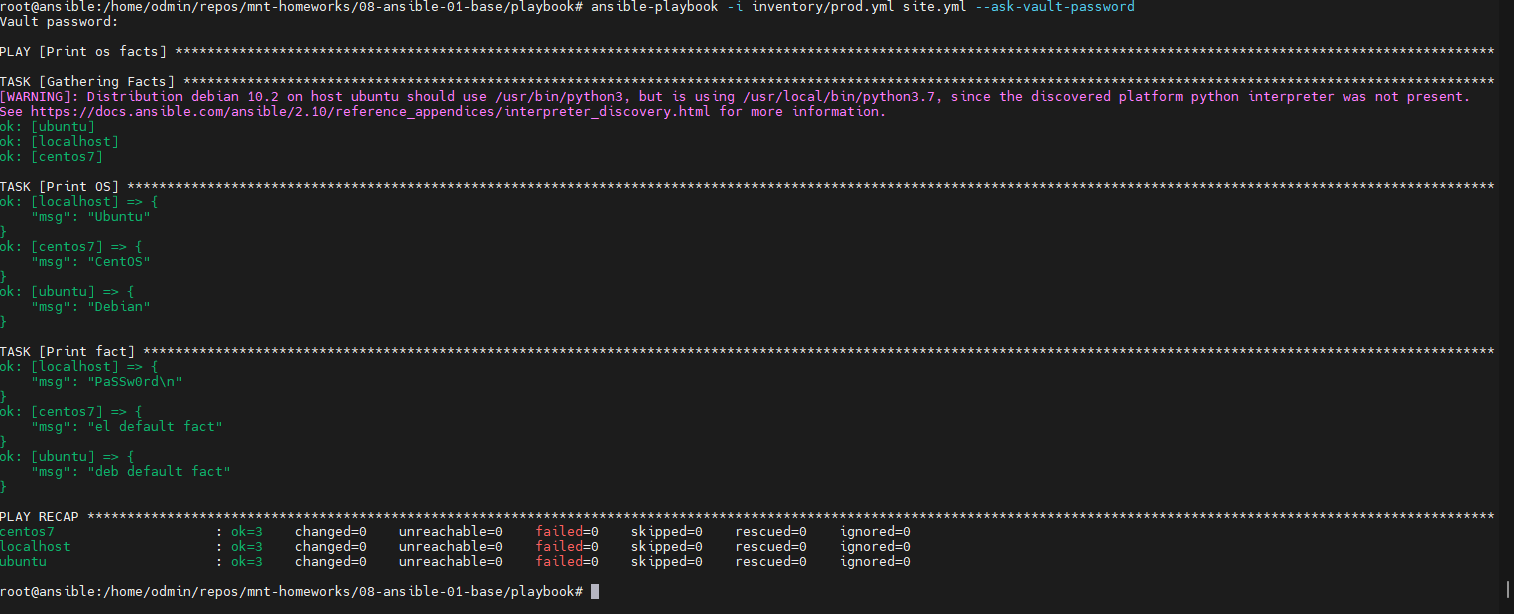 root@ansible:/home/odmin/repos/mnt-homeworks/08-ansible-01-base/playbook# ansible-playbook -i inventory/prod.yml site.yml --ask-vault-password
Vault password:
PLAY [Print os facts] ****************************************************************************************************************************************************************
TASK [Gathering Facts] ***************************************************************************************************************************************************************
[WARNING]: Distribution debian 10.2 on host ubuntu should use /usr/bin/python3, but is using /usr/local/bin/python3.7, since the discovered platform python interpreter was not present.
See https://docs.ansible.com/ansible/2.10/reference_appendices/interpreter_discovery.html for more information.
ok: [ubuntu]
ok: [localhost]
ok: [centos7]
TASK [Print OS] **********************************************************************************************************************************************************************
ok: [localhost] => {
    "msg": "Ubuntu"
}
ok: [centos7] => {
    "msg": "CentOS"
}
ok: [ubuntu] => {
    "msg": "Debian"
}
TASK [Print fact] ********************************************************************************************************************************************************************
ok: [localhost] => {
    "msg": "PaSSw0rd\n"
}
ok: [centos7] => {
    "msg": "el default fact"
}
ok: [ubuntu] => {
    "msg": "deb default fact"
}
PLAY RECAP ***************************************************************************************************************************************************************************
centos7                    : ok=3    changed=0    unreachable=0    failed=0    skipped=0    rescued=0    ignored=0
localhost                  : ok=3    changed=0    unreachable=0    failed=0    skipped=0    rescued=0    ignored=0
ubuntu                     : ok=3    changed=0    unreachable=0    failed=0    skipped=0    rescued=0    ignored=0
root@ansible:/home/odmin/repos/mnt-homeworks/08-ansible-01-base/playbook#